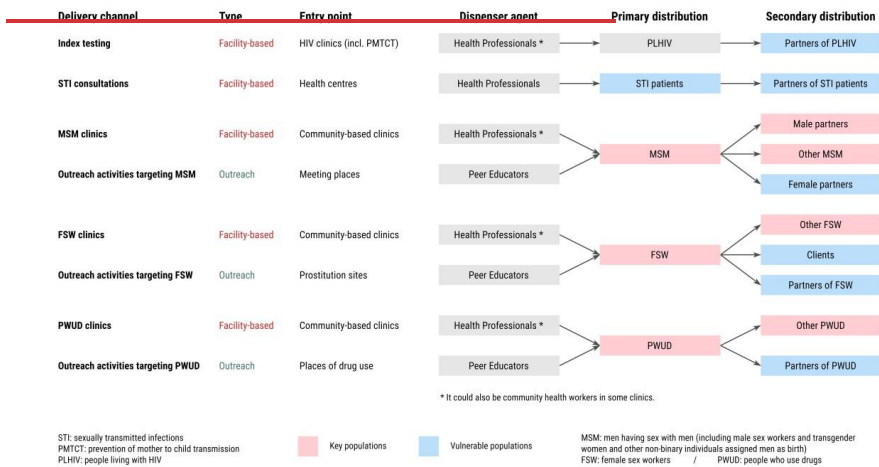 Delivery channel Type Entry point Dispenser agent Primary distribution Secondary distribution
Index testing Facility-based HIV clinics (incl. PMTCT) Health Professionals * PLHIV Partners of PLHIV
STI consultations Facility-based Health centres Health Professionals STI patients Partners of STI patients
Male partners
MSM clinics Facility-based Community-based clinics Health Professionals *
MSM Other MSM
Outreach activities targeting MSM Outreach Meeting places Peer Educators
Female partners
Other FSW
FSW clinics Facility-based Community-based clinics Health Professionals *
FSW Clients
Outreach activities targeting FSW Outreach Prostitution sites Peer Educators
Partners of FSW
PWUD clinics Facility-based Community-based clinics Health Professionals * Other PWUD
PWUD
Outreach activities targeting PWUD Outreach Places of drug use Peer Educators Partners of PWUD
* It could also be community health workers in some clinics.
STI: sexually transmitted infections
PMTCT: prevention of mother to child transmission
PLHIV: people living with HIV
Key populations
Vulnerable populations
MSM: men having sex with men (including male sex workers and transgender
women and other non-binary individuals assigned men as birth)
FSW: female sex workers / PWUD: people who use drugs